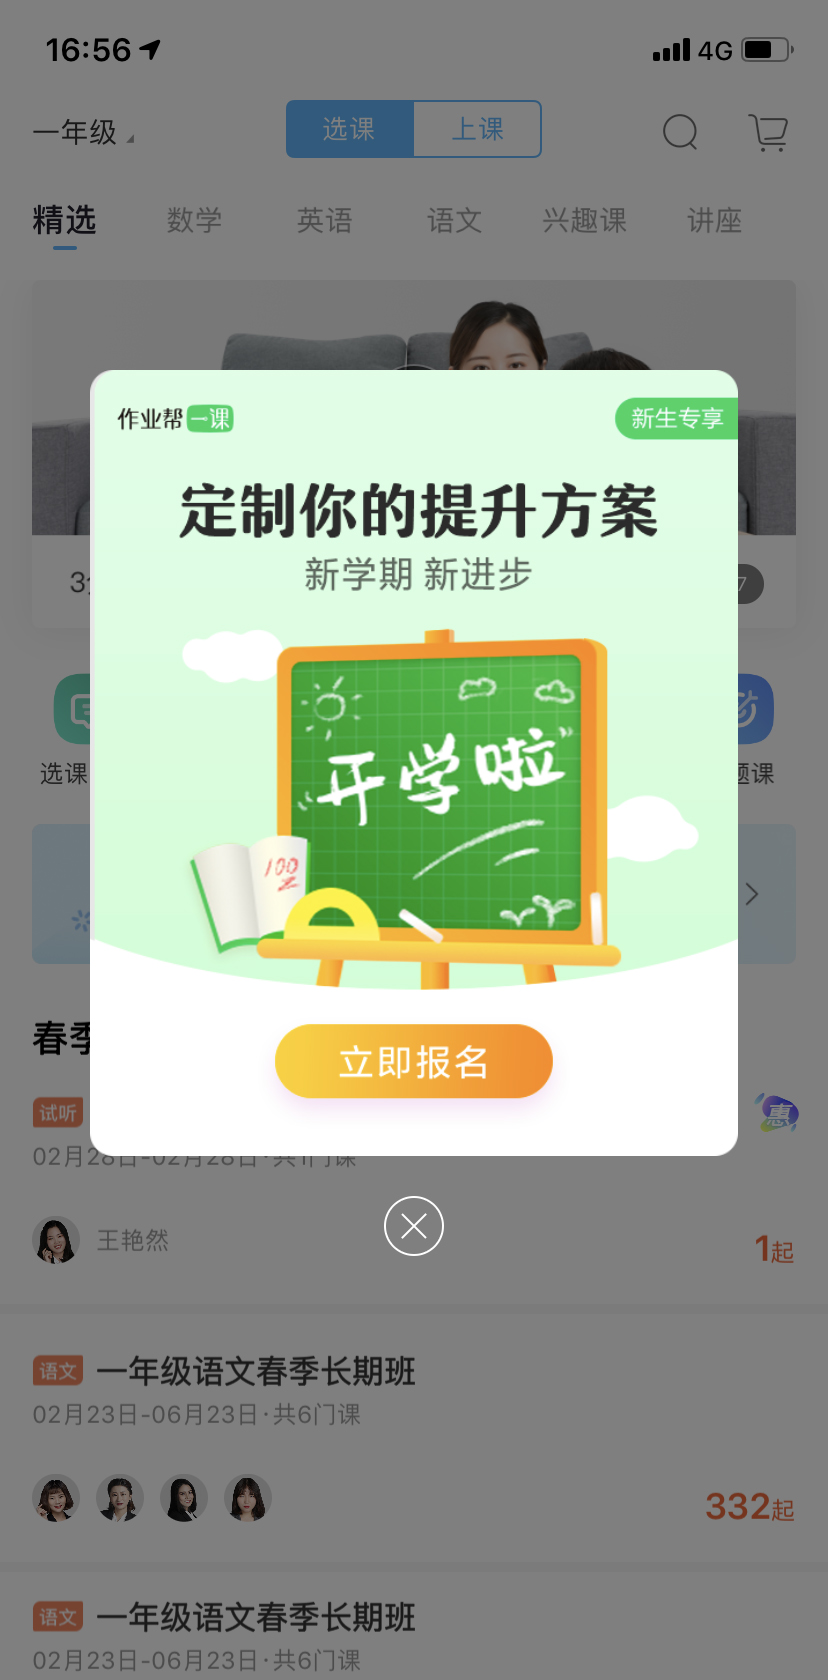 16:56
4G
一年级
选课
上课
精选
数学
英语
语文
兴趣课
讲座
作业帮一课
新生专享
定制你的提升方案
新学期 新进步
3
7
选课
题课
开学啦
100
春季
立即报名
试听
惠
02月28日-02月28日·共1门课
王艳然
1起
语文 一年级语文春季长期班
02月23日-06月23日·共6门课
332起
语文 一年级语文春季长期班
02月23日-06月23日·共6门课